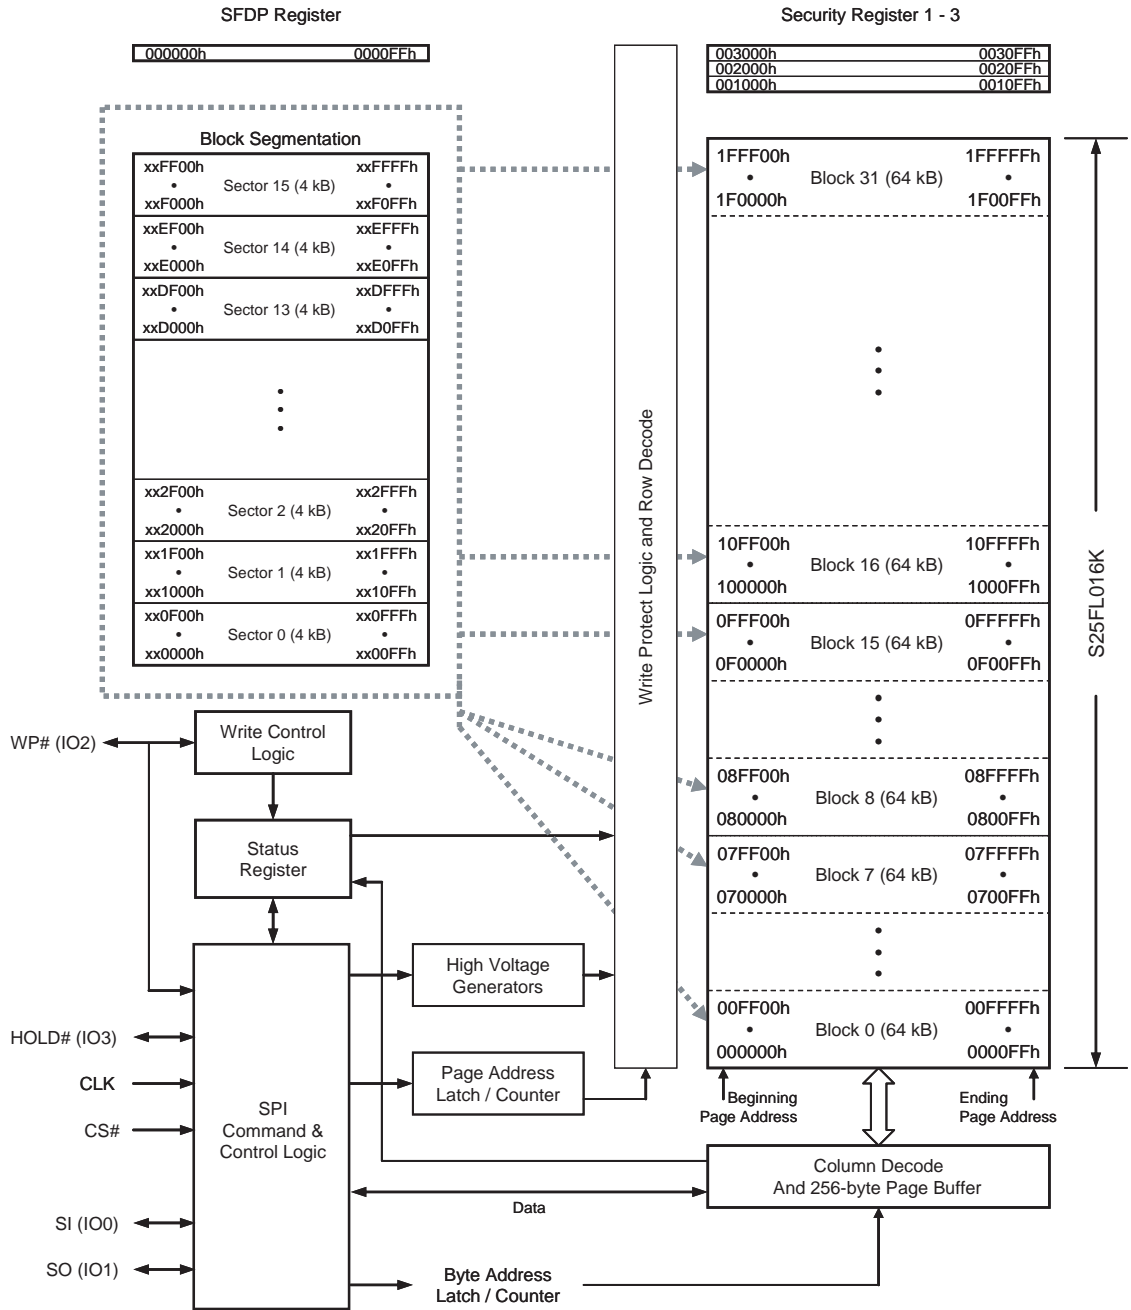 SFDP Register
000000h 0000FFh
Block Segmentation
xxFF00h xxFFFFh
• Sector 15 (4 kB) •
xxF000h xxF0FFh
xxEF00h xxEFFFh
• Sector 14 (4 kB) •
xxE000h xxE0FFh
xxDF00h xxDFFFh
• Sector 13 (4 kB) •
xxD000h xxD0FFh
xx2F00h xx2FFFh
• Sector 2 (4 kB) •
xx2000h xx20FFh
xx1F00h xx1FFFh
• Sector 1 (4 kB) •
xx1000h xx10FFh
xx0F00h xx0FFFh
• Sector 0 (4 kB) •
xx0000h xx00FFh
Write Protect Logic and Row Decode
Security Register 1 - 3
003000h 0030FFh
002000h 0020FFh
001000h 0010FFh
1FFF00h 1FFFFFh
• Block 31 (64 kB) •
1F0000h 1F00FFh
10FF00h 10FFFFh
• Block 16 (64 kB) •
100000h 1000FFh
0FFF00h 0FFFFFh
• Block 15 (64 kB) •
0F0000h 0F00FFh
08FF00h 08FFFFh
• Block 8 (64 kB) •
080000h 0800FFh
07FF00h 07FFFFh
• Block 7 (64 kB) •
070000h 0700FFh
00FF00h 00FFFFh
• Block 0 (64 kB) •
000000h 0000FFh
S25FL016K
Beginning
Page Address
Ending
Page Address
WP# (IO2)
Write Control
Logic
Status
Register
High Voltage
Generators
HOLD# (IO3)
CLK
Page Address
Latch / Counter
CS#
SPI
Command &
Control Logic
Column Decode
And 256-byte Page Buffer
Data
SI (IO0)
SO (IO1)
Byte Address
Latch / Counter